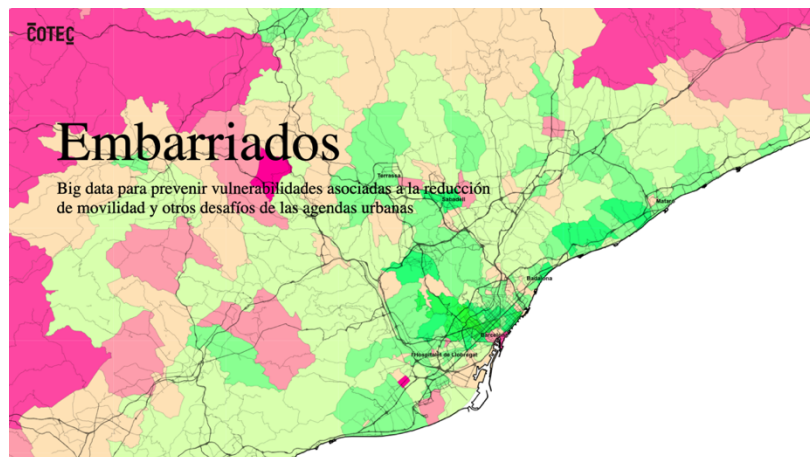 COTEC
Embarriados
Big data para prevenir vulnerabilidades asociadas a la reducción
de movilidad y otros desafíos de las agendas urbanas
Terrassa
Sabadell
Mataró
Badalona
Barcelona
l'Hospitalet de Llobregat